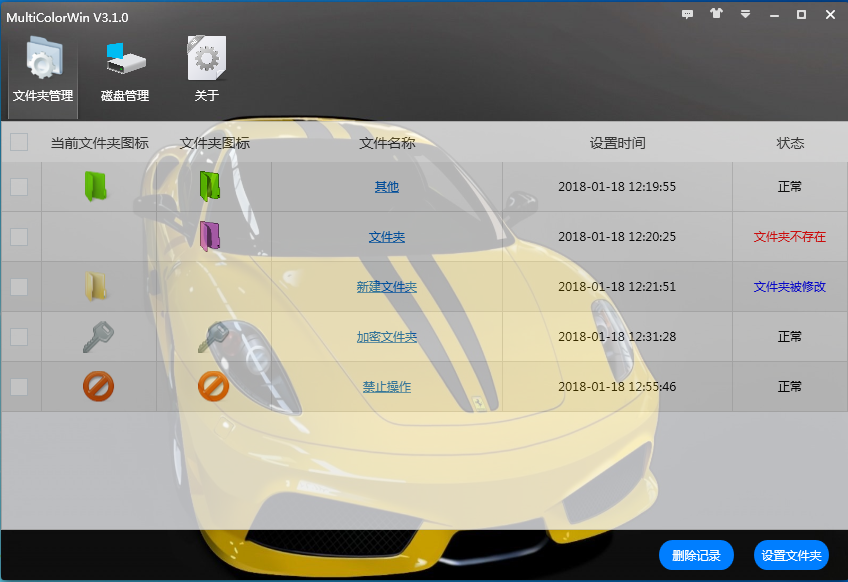 MultiColorWin V3.1.0
文件夹管理 磁盘管理 关于
当前文件夹图标 文件夹图标 文件名称 设置时间 状态
其他 2018-01-18 12:19:55 正常
文件夹 2018-01-18 12:20:25 文件夹不存在
新建文件夹 2018-01-18 12:21:51 文件夹被修改
加密文件夹 2018-01-18 12:31:28 正常
禁止操作 2018-01-18 12:55:46 正常
删除记录 设置文件夹